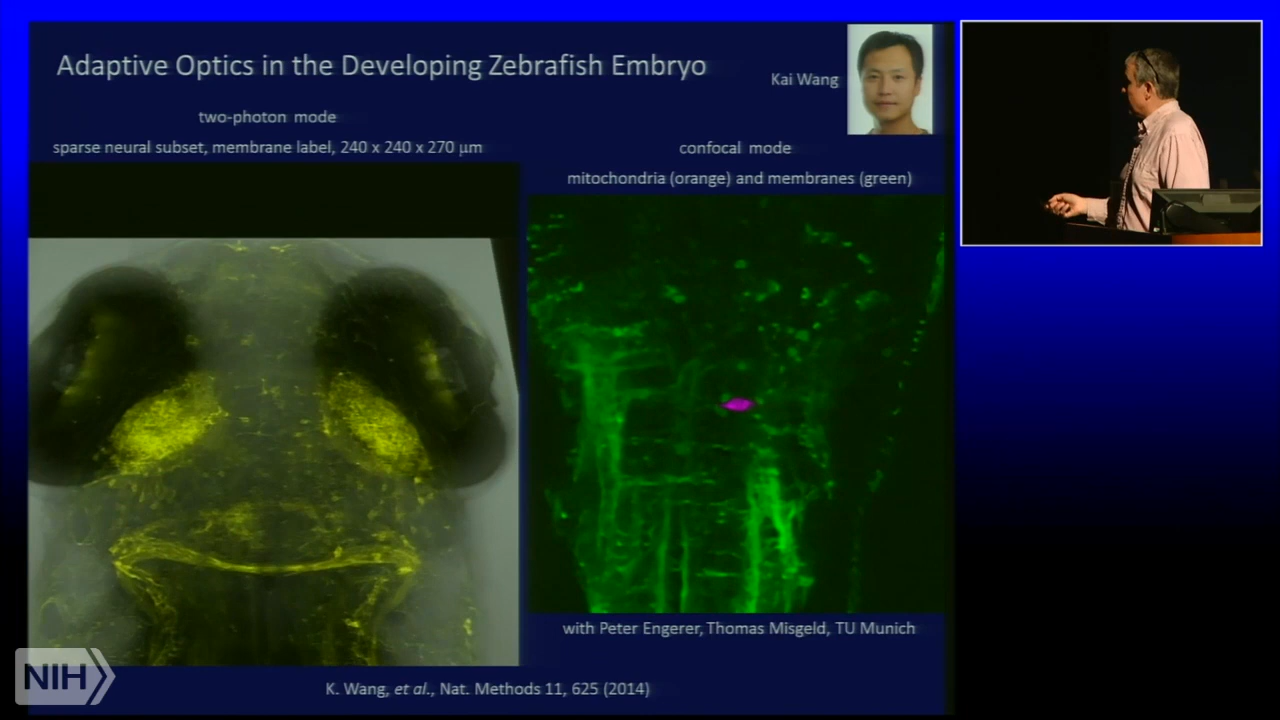 Adaptive Optics in the Developing Zebrafish Embryo
Kai Wang
two-photon mode
sparse neural subset, membrane label, 240 x 240 x 270 µm
confocal mode
mitochondria (orange) and membranes (green)
with Peter Engerer, Thomas Misgeld, TU Munich
K. Wang, et al., Nat. Methods 11, 625 (2014)
NIH